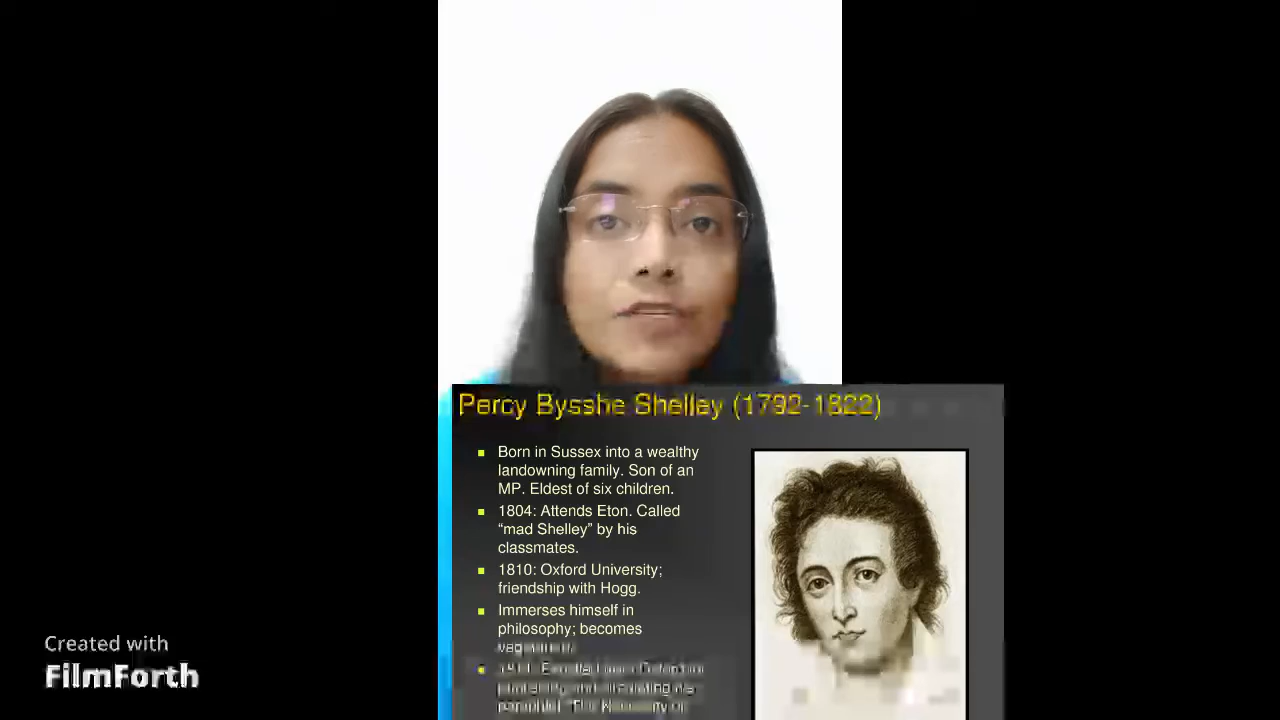 Percy Bysshe Shelley (1792-1822)
Born in Sussex into a wealthy
landowning family. Son of an
MP. Eldest of six children.
1804: Attends Eton. Called
“mad Shelley” by his
classmates.
1810: Oxford University;
friendship with Hogg.
Immerses himself in
philosophy; becomes
Created with
FilmForth